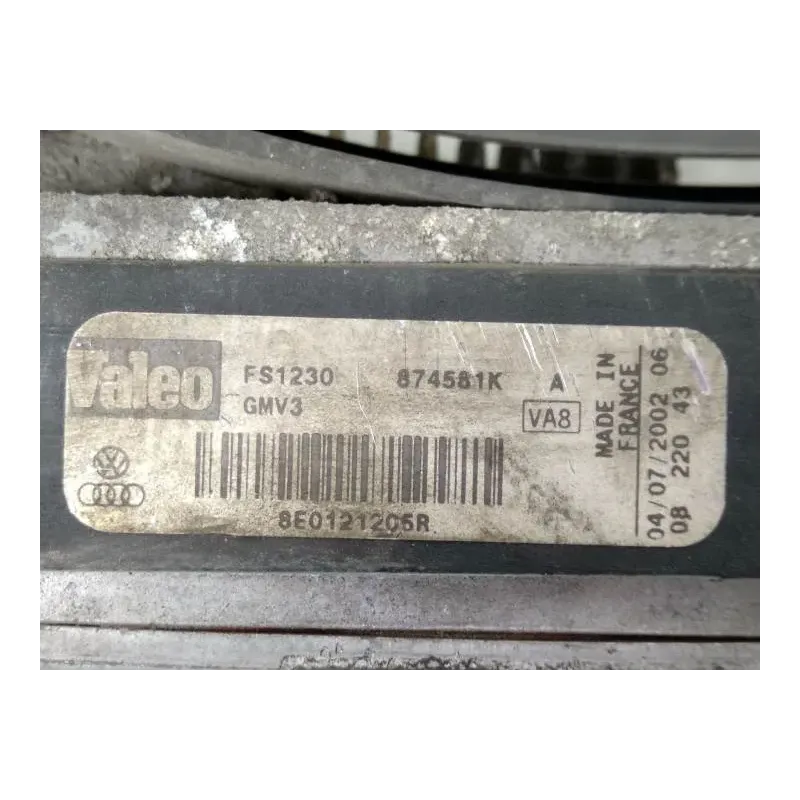 Valeo
FS1230 874581K A
GMV3 VA8
8E0121205R
MADE IN
FRANCE
04/07/2002 06
08 220 43